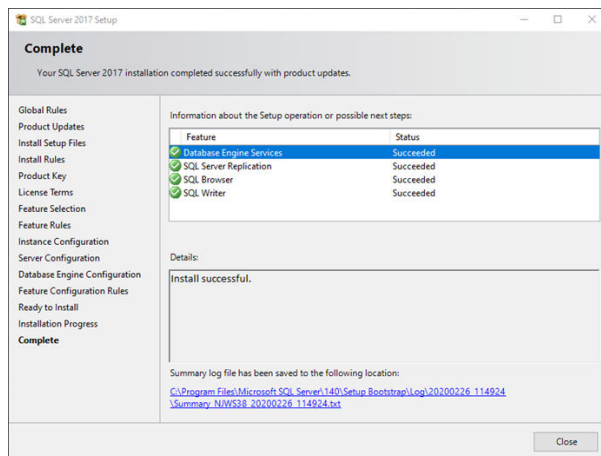 SQL Server 2017 Setup
Complete
Your SQL Server 2017 installation completed successfully with product updates.
Global Rules
Product Updates
Install Setup Files
Install Rules
Product Key
License Terms
Feature Selection
Feature Rules
Instance Configuration
Server Configuration
Database Engine Configuration
Feature Configuration Rules
Ready to Install
Installation Progress
Complete
Information about the Setup operation or possible next steps:
Feature Status
Database Engine Services Succeeded
SQL Server Replication Succeeded
SQL Browser Succeeded
SQL Writer Succeeded
Details:
Install successful.
Summary log file has been saved to the following location:
C:\Program Files\Microsoft SQL Server\140\Setup Bootstrap\Log\20200226_114924
\Summary_NJWS38_20200226_114924.txt
Close